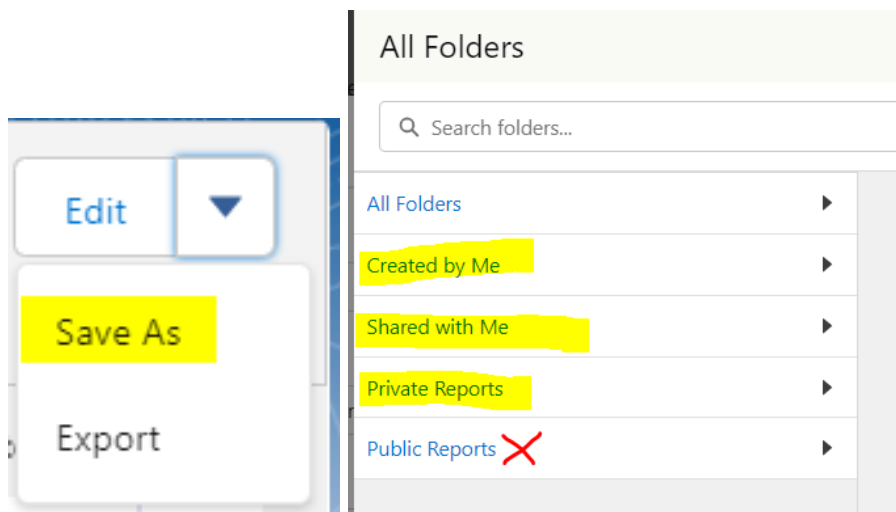 Edit
Save As
Export
All Folders
Search folders...
All Folders
Created by Me
Shared with Me
Private Reports
Public Reports